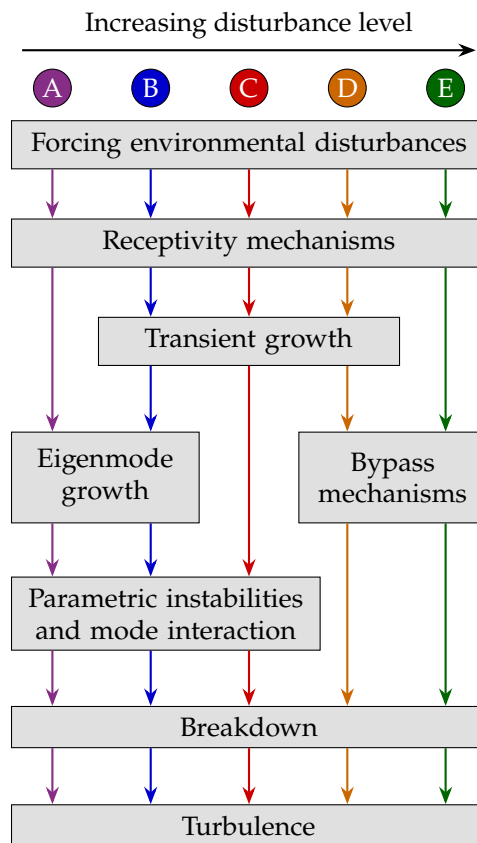 Increasing disturbance level
A B C D E
Forcing environmental disturbances
Receptivity mechanisms
Transient growth
Eigenmode
growth
Bypass
mechanisms
Parametric instabilities
and mode interaction
Breakdown
Turbulence